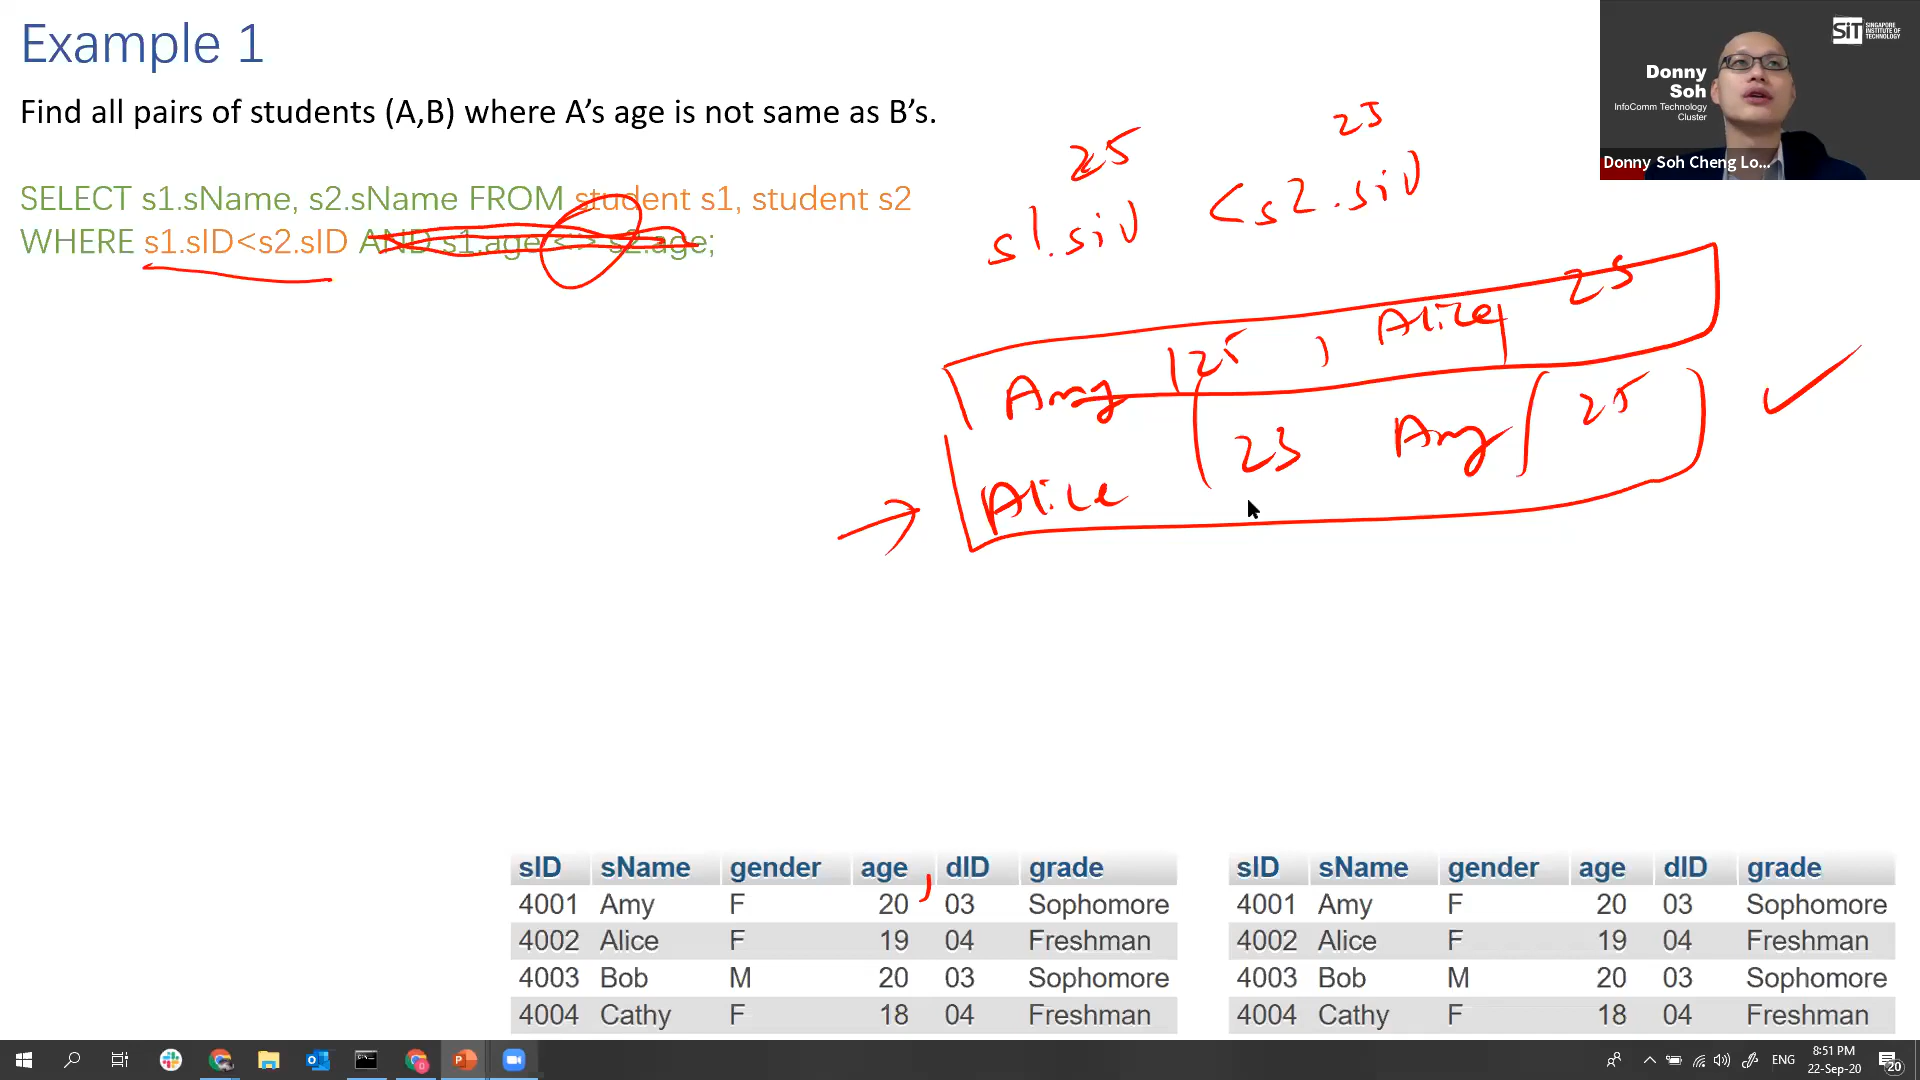 Example 1
Find all pairs of students (A,B) where A's age is not same as B's.
SELECT s1.sName, s2.sName FROM student s1, student s2
WHERE s1.sID<s2.sID AND s1.age <> s2.age;
25 25
s1.sid < s2.sid
Amy 25 , Alice 25
Alice 23 Amy 25
SiT SINGAPORE INSTITUTE OF TECHNOLOGY
Donny
Soh
InfoComm Technology
Cluster
Donny Soh Cheng Lo...
sID sName gender age dID grade
4001 Amy F 20 03 Sophomore
4002 Alice F 19 04 Freshman
4003 Bob M 20 03 Sophomore
4004 Cathy F 18 04 Freshman
sID sName gender age dID grade
4001 Amy F 20 03 Sophomore
4002 Alice F 19 04 Freshman
4003 Bob M 20 03 Sophomore
4004 Cathy F 18 04 Freshman
ENG
8:51 PM
22-Sep-20
20